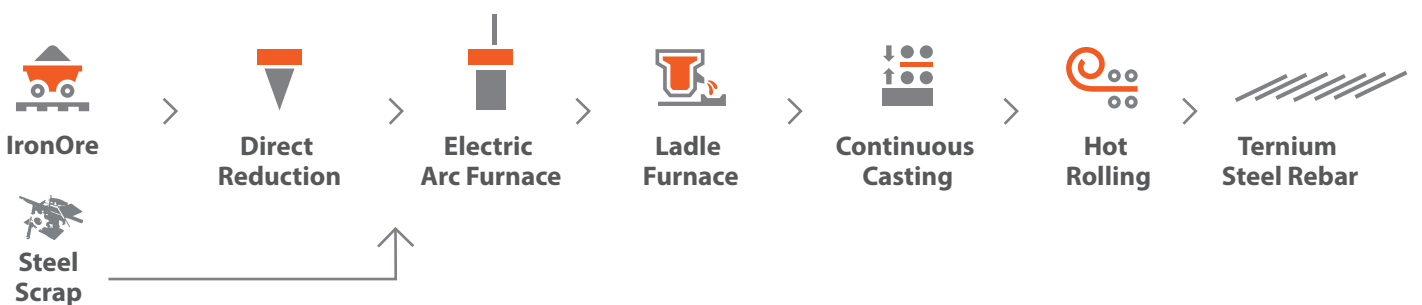 IronOre
Direct
Reduction
Electric
Arc Furnace
Ladle
Furnace
Continuous
Casting
Hot
Rolling
Ternium
Steel Rebar
Steel
Scrap